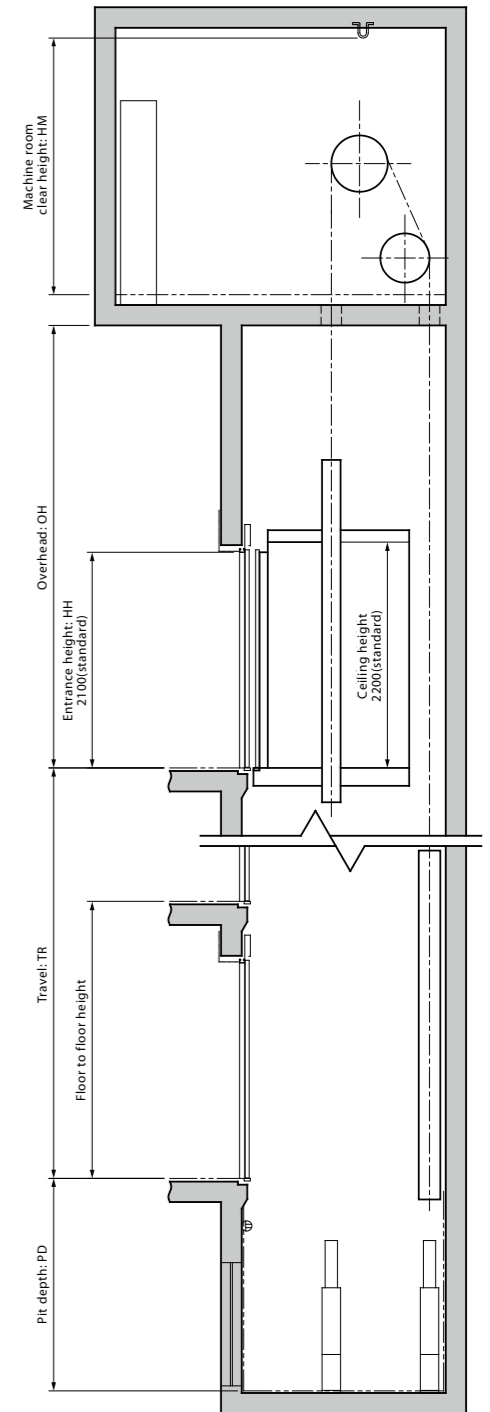 Machine room
clear height: HM
Overhead: OH
Entrance height: HH
2100(standard)
Ceiling height
2200(standard)
Travel: TR
Floor to floor height
Pit depth: PD